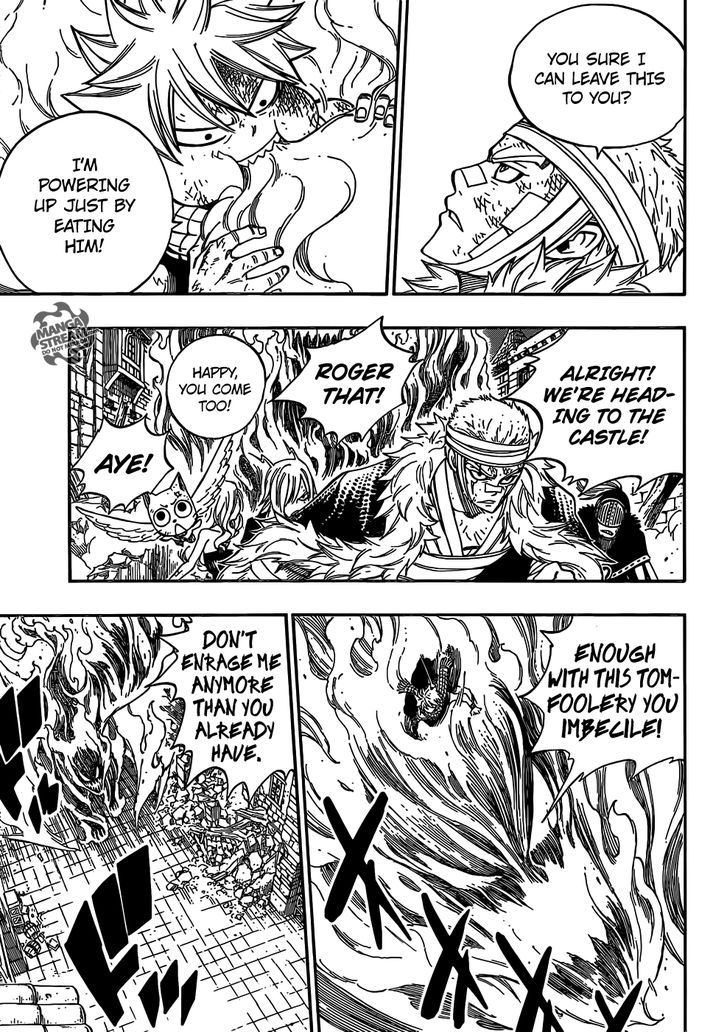 YOU SURE I
CAN LEAVE THIS
TO YOU?
I'M
POWERING
UP JUST BY
EATING
HIM!
MANGA
STREAM
ALRIGHT!
WE'RE HEAD-
ING TO THE
CASTLE!
ROGER
THAT!
HAPPY,
YOU COME
TOO!
AYE!
ENOUGH
WITH THIS TOM-
FOOLERY YOU
IMBECILE!
DON'T
ENRAGE ME
ANYMORE
THAN YOU
ALREADY
HAVE.